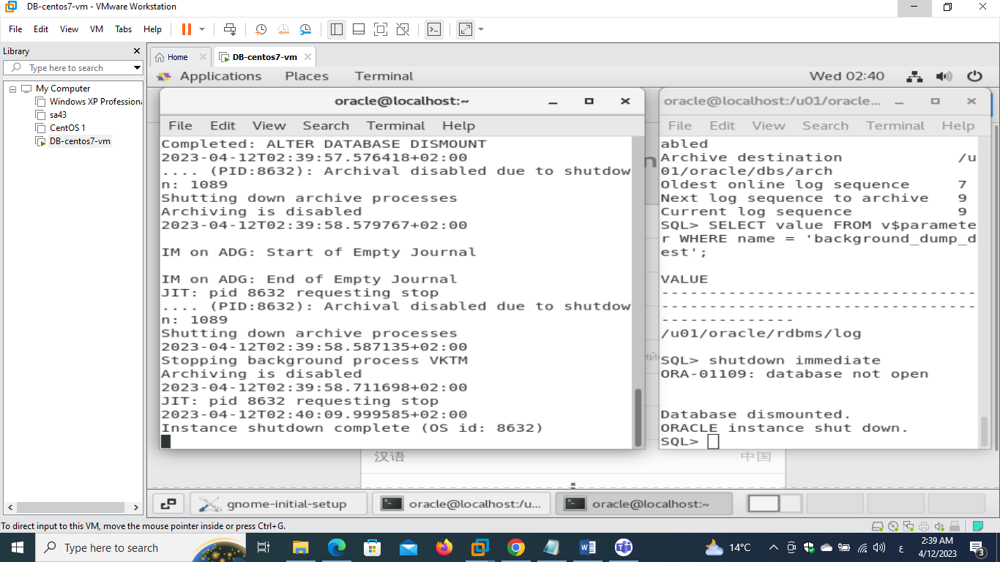 DB-centos7-vm - VMware Workstation
File Edit View VM Tabs Help
Library
Type here to search
My Computer
Windows XP Professiona
sa43
CentOS 1
DB-centos7-vm
Home
DB-centos7-vm
Applications Places Terminal
Wed 02:40
oracle@localhost:~
File Edit View Search Terminal Help
Completed: ALTER DATABASE DISMOUNT
2023-04-12T02:39:57.576418+02:00
.... (PID:8632): Archival disabled due to shutdow
n: 1089
Shutting down archive processes
Archiving is disabled
2023-04-12T02:39:58.579767+02:00
IM on ADG: Start of Empty Journal
IM on ADG: End of Empty Journal
JIT: pid 8632 requesting stop
.... (PID:8632): Archival disabled due to shutdow
n: 1089
Shutting down archive processes
2023-04-12T02:39:58.587135+02:00
Stopping background process VKTM
Archiving is disabled
2023-04-12T02:39:58.711698+02:00
JIT: pid 8632 requesting stop
2023-04-12T02:40:09.999585+02:00
Instance shutdown complete (OS id: 8632)
oracle@localhost:/u01/oracle...
File Edit View Search Terminal Help
abled
Archive destination /u
01/oracle/dbs/arch
Oldest online log sequence 7
Next log sequence to archive 9
Current log sequence 9
SQL> SELECT value FROM v$paramete
r WHERE name = 'background_dump_d
est';
VALUE
---------------------------------
---------------------------------
--------------
/u01/oracle/rdbms/log
SQL> shutdown immediate
ORA-01109: database not open
Database dismounted.
ORACLE instance shut down.
SQL>
汉语 中国
gnome-initial-setup
oracle@localhost:/u...
oracle@localhost:~
To direct input to this VM, move the mouse pointer inside or press Ctrl+G.
Type here to search
14°C
ع
2:39 AM
4/12/2023
3